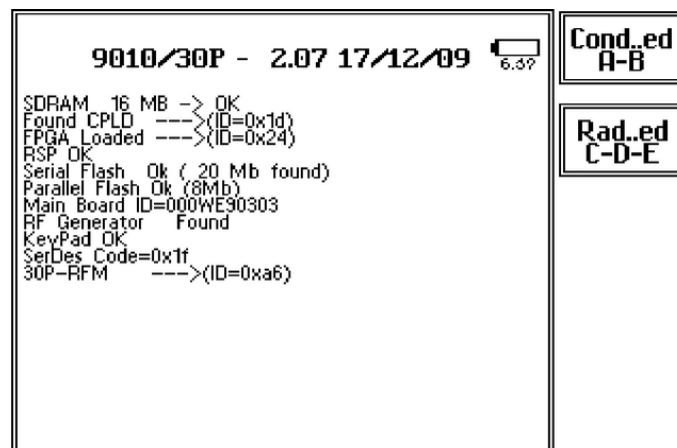 9010/30P - 2.07 17/12/09
6.39
SDRAM 16 MB -> OK
Found CPLD --->(ID=0x1d)
FPGA Loaded --->(ID=0x24)
RSP OK
Serial Flash Ok ( 20 Mb found)
Parallel Flash Ok (8Mb)
Main Board ID=000WE90303
RF Generator Found
KeyPad OK
SerDes Code=0x1f
30P-RFM --->(ID=0xa6)
Cond..ed
A-B
Rad..ed
C-D-E